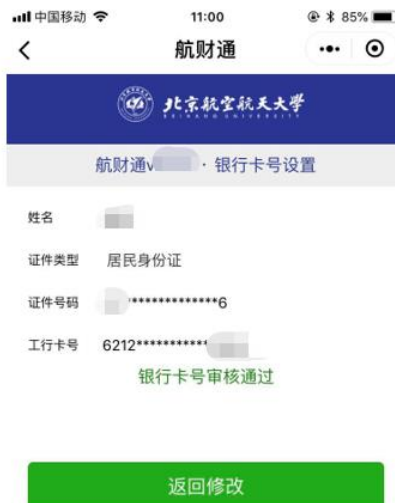 中国移动 11:00 85%
航财通
北京航空航天大学
BEIHANG UNIVERSITY
航财通v · 银行卡号设置
姓名
证件类型 居民身份证
证件号码 *************6
工行卡号 6212***********
银行卡号审核通过
返回修改